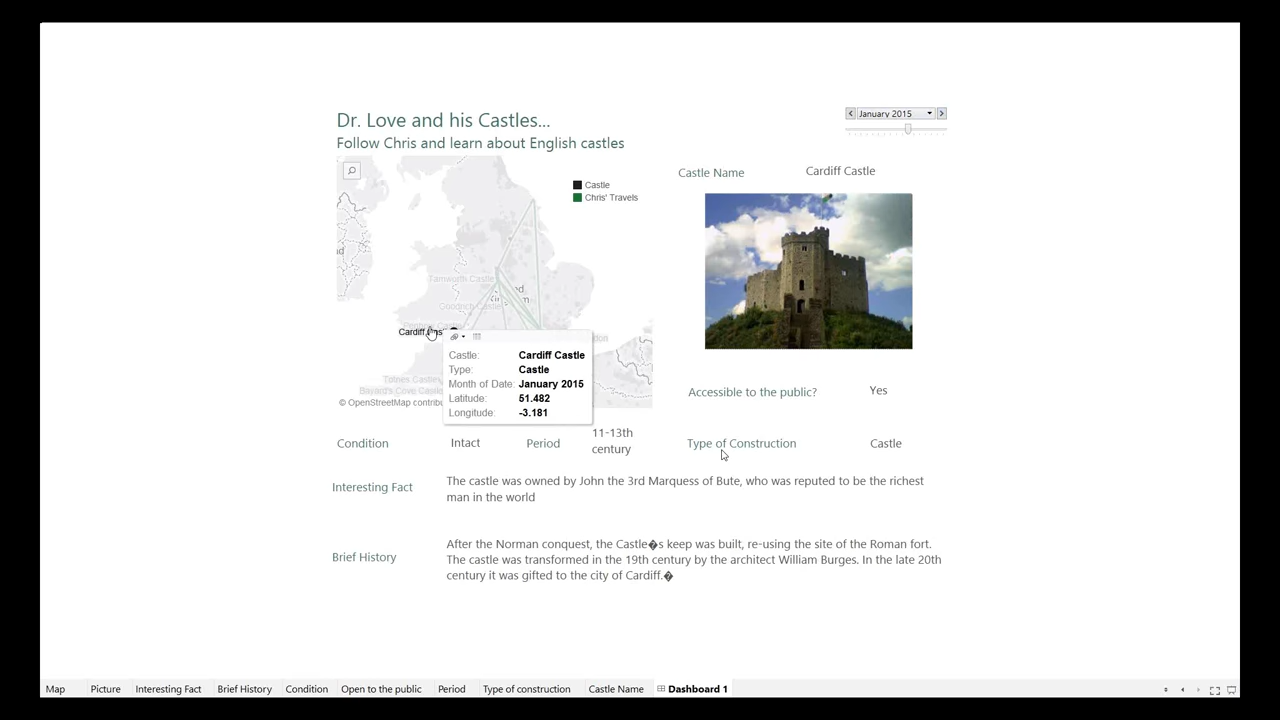 Dr. Love and his Castles...
January 2015
Follow Chris and learn about English castles
Castle Name
Cardiff Castle
Castle
Chris' Travels
Tamworth Castle
Goodrich Castle
Castle: Cardiff Castle
Type: Castle
Month of Date: January 2015
Latitude: 51.482
Longitude: -3.181
Totnes Castle
© OpenStreetMap
Accessible to the public?
Yes
Condition
Intact
Period
11-13th
century
Type of Construction
Castle
Interesting Fact
The castle was owned by John the 3rd Marquess of Bute, who was reputed to be the richest
man in the world
Brief History
After the Norman conquest, the Castle�s keep was built, re-using the site of the Roman fort.
The castle was transformed in the 19th century by the architect William Burges. In the late 20th
century it was gifted to the city of Cardiff.�
Map
Picture
Interesting Fact
Brief History
Condition
Open to the public
Period
Type of construction
Castle Name
Dashboard 1